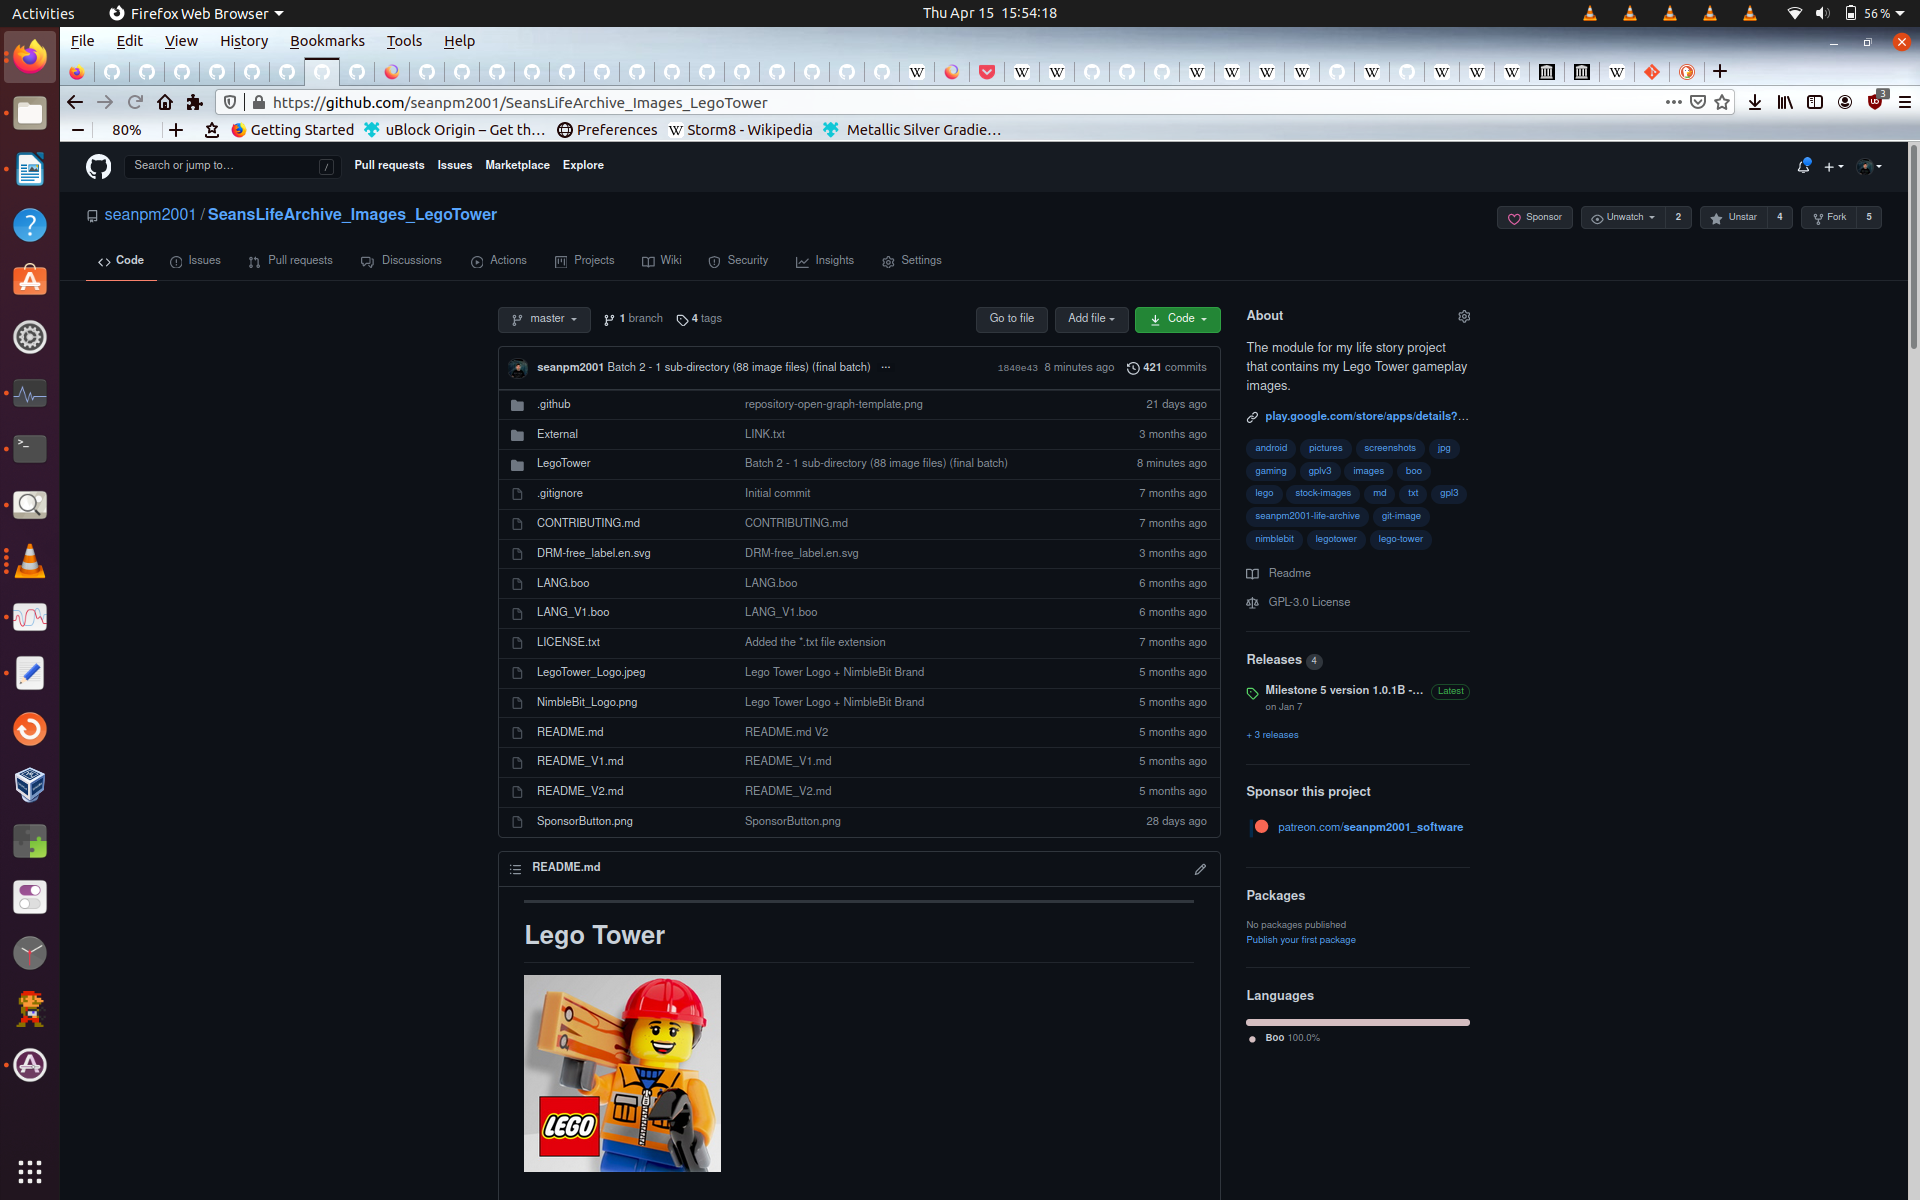 Activities Firefox Web Browser Thu Apr 15 15:54:18 56 %
File Edit View History Bookmarks Tools Help
https://github.com/seanpm2001/SeansLifeArchive_Images_LegoTower 3
80% Getting Started uBlock Origin – Get th… Preferences Storm8 - Wikipedia Metallic Silver Gradie…
Search or jump to… / Pull requests Issues Marketplace Explore
seanpm2001 / SeansLifeArchive_Images_LegoTower Sponsor Unwatch 2 Unstar 4 Fork 5
Code Issues Pull requests Discussions Actions Projects Wiki Security Insights Settings
master 1 branch 4 tags Go to file Add file Code
seanpm2001 Batch 2 - 1 sub-directory (88 image files) (final batch) ... 1840e43 8 minutes ago 421 commits
.github repository-open-graph-template.png 21 days ago
External LINK.txt 3 months ago
LegoTower Batch 2 - 1 sub-directory (88 image files) (final batch) 8 minutes ago
.gitignore Initial commit 7 months ago
CONTRIBUTING.md CONTRIBUTING.md 7 months ago
DRM-free_label.en.svg DRM-free_label.en.svg 3 months ago
LANG.boo LANG.boo 6 months ago
LANG_V1.boo LANG_V1.boo 6 months ago
LICENSE.txt Added the *.txt file extension 7 months ago
LegoTower_Logo.jpeg Lego Tower Logo + NimbleBit Brand 5 months ago
NimbleBit_Logo.png Lego Tower Logo + NimbleBit Brand 5 months ago
README.md README.md V2 5 months ago
README_V1.md README_V1.md 5 months ago
README_V2.md README_V2.md 5 months ago
SponsorButton.png SponsorButton.png 28 days ago
README.md
Lego Tower
LEGO
About
The module for my life story project
that contains my Lego Tower gameplay
images.
play.google.com/store/apps/details?…
android pictures screenshots jpg
gaming gplv3 images boo
lego stock-images md txt gpl3
seanpm2001-life-archive git-image
nimblebit legotower lego-tower
Readme
GPL-3.0 License
Releases 4
Milestone 5 version 1.0.1B -… Latest
on Jan 7
+ 3 releases
Sponsor this project
patreon.com/seanpm2001_software
Packages
No packages published
Publish your first package
Languages
Boo 100.0%